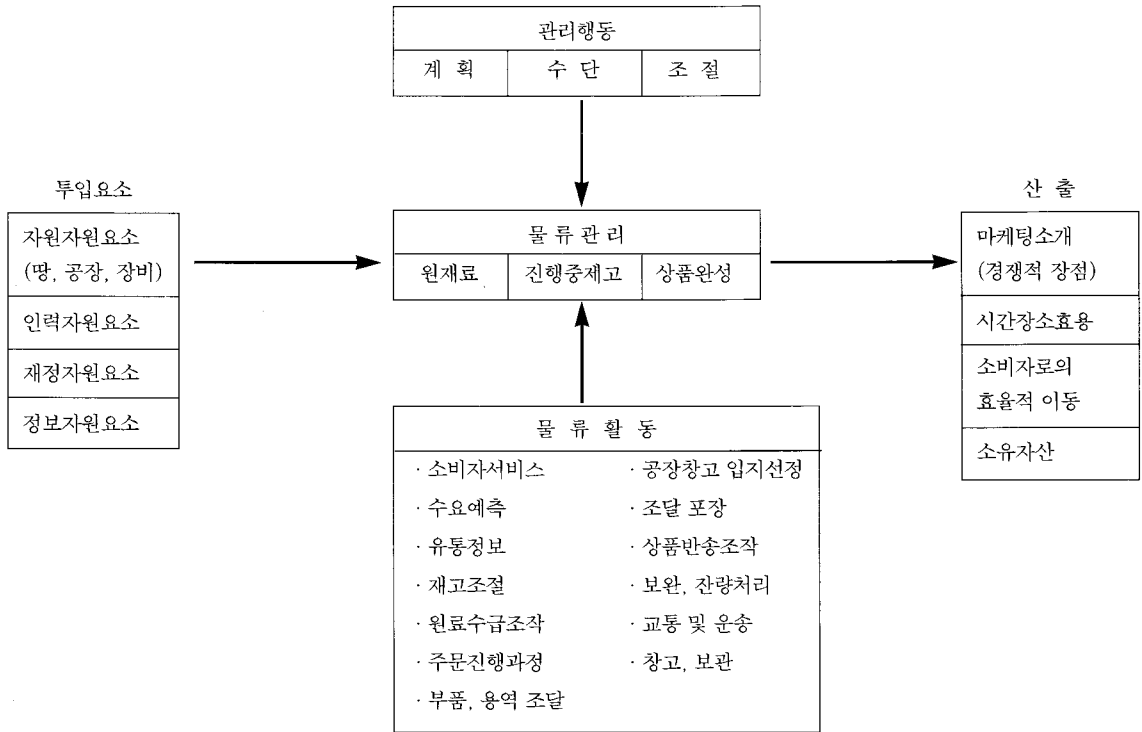 관리행동
계 획 수 단 조 절
투입요소
자원자원요소
(땅, 공장, 장비)
인력자원요소
재정자원요소
정보자원요소
물 류 관 리
원재료 진행중제고 상품완성
산 출
마케팅소개
(경쟁적 장점)
시간장소효용
소비자로의
효율적 이동
소유자산
물 류 활 동
· 소비자서비스 · 공장창고 입지선정
· 수요예측 · 조달 포장
· 유통정보 · 상품반송조작
· 재고조절 · 보완, 잔량처리
· 원료수급조작 · 교통 및 운송
· 주문진행과정 · 창고, 보관
· 부품, 용역 조달